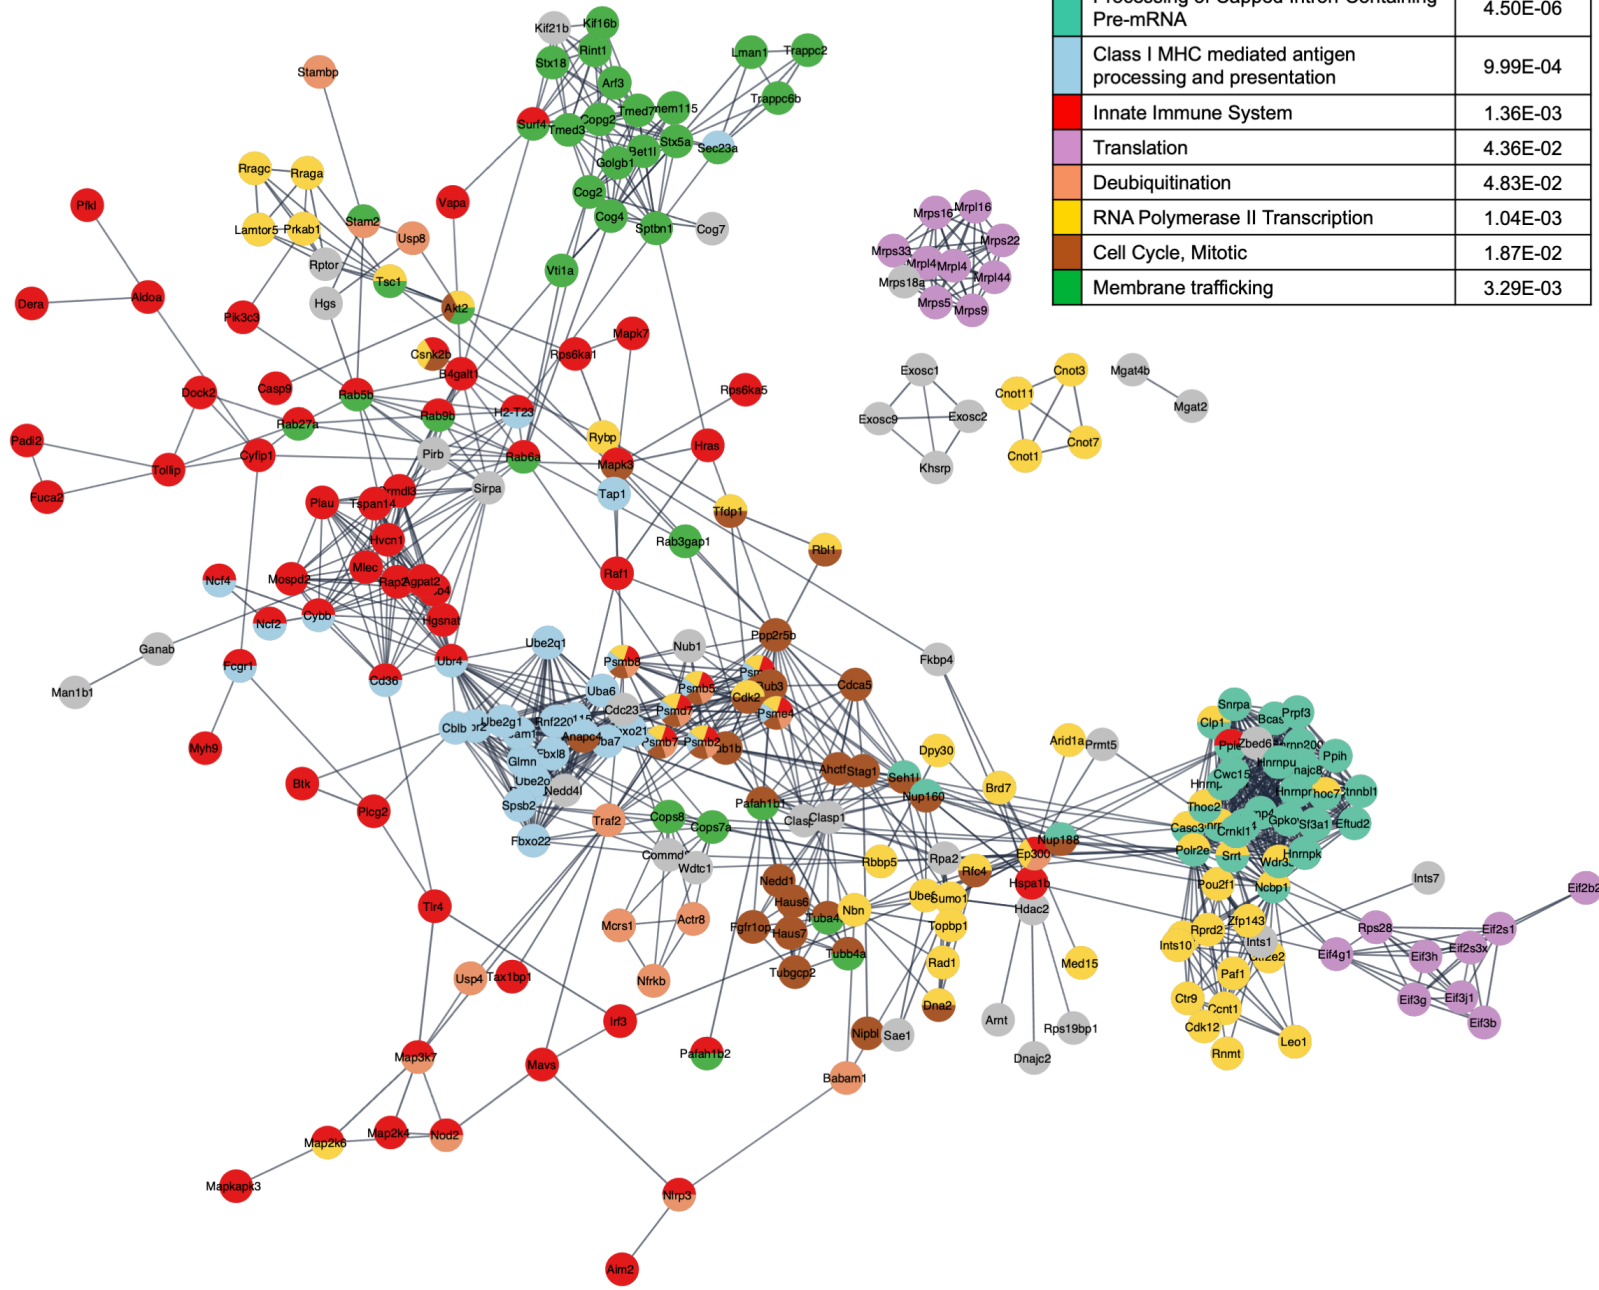 Pre-mRNA
4.50E-06
Class I MHC mediated antigen
processing and presentation
9.99E-04
Innate Immune System
1.36E-03
Translation
4.36E-02
Deubiquitination
4.83E-02
RNA Polymerase II Transcription
1.04E-03
Cell Cycle, Mitotic
1.87E-02
Membrane trafficking
3.29E-03
Kif21b
Kif16b
Rint1
Stx18
Arf3
Lman1
Trappc2
Trappc6b
Stambp
Surf4
Tmed3
Copg2
Tmed7
Stx5a
Bet1l
Sec23a
Golgb1
Rragc
Rraga
Cog2
Cog4
Sptbn1
Cog7
Pfkl
Vapa
Lamtor5
Prkab1
Stam2
Usp8
Rptor
Tsc1
Hgs
Vti1a
Mrps16
Mrpl16
Mrps33
Mrps22
Mrpl4
Mrpl4
Mrpl44
Mrps18a
Mrps5
Mrps9
Dera
Aldoa
Pik3c3
Akt2
Csnk2b
Rps6ka1
Mapk7
B4galt1
Casp9
Dock2
Rab5b
Rab9b
H2-T23
Rps6ka5
Exosc1
Exosc9
Exosc2
Khsrp
Cnot3
Cnot11
Cnot7
Cnot1
Mgat4b
Mgat2
Rab27a
Padi2
Tollip
Cyfip1
Pirb
Rab6a
Rybp
Mapk3
Hras
Fuca2
Sirpa
Tap1
Plau
Tspan14
Tfdp1
Hvcn1
Rab3gap1
Rbl1
Mlec
Rap2
Agpat2
Raf1
Ncf4
Mospd2
Ncf2
Cybb
Hgsnat
Ganab
Man1b1
Fcgr1
Cd36
Ubr4
Ube2q1
Psmb8
Nub1
Ppp2r5b
Fkbp4
Uba6
Psmb5
Bub3
Cdk2
Cdca5
Cdc23
Psmd7
Psme4
Cblb
Ube2g1
Rnf220
Anapc4
Psmb7
Psmb2
Myh9
Glmn
Fbxl8
Nedd4l
Spsb2
Fbxo22
Btk
Plcg2
Traf2
Cops8
Cops7a
Pafah1b1
Clasp1
Stag1
Seh1l
Nup160
Dpy30
Brd7
Arid1a
Prmt5
Wdtc1
Rbbp5
Rpa2
Rfc4
Ep300
Nup188
Hspa1b
Hdac2
Snrpa
Clp1
Prpf3
Zbed6
Ppih
Cwc15
Hnrnpu
Ctnnbl1
Thoc2
Casc3
Crnkl1
Sf3a1
Eftud2
Polr2e
Srrt
Hnrnpk
Pou2f1
Ncbp1
Ints7
Eif2b2
Tlr4
Mcrs1
Actr8
Nfrkb
Nedd1
Haus6
Fgfr1op
Haus7
Tubb4a
Tubgcp2
Nbn
Sumo1
Topbp1
Rad1
Dna2
Med15
Zfp143
Rprd2
Ints10
Ints1
Paf1
Ctr9
Ccnt1
Cdk12
Rnmt
Leo1
Rps28
Eif2s1
Eif4g1
Eif3h
Eif2s3x
Eif3g
Eif3j1
Eif3b
Usp4
Tax1bp1
Irf3
Pafah1b2
Nipbl
Sae1
Arnt
Dnajc2
Rps19bp1
Map3k7
Mavs
Babam1
Map2k6
Map2k4
Nod2
Mapkapk3
Nlrp3
Aim2